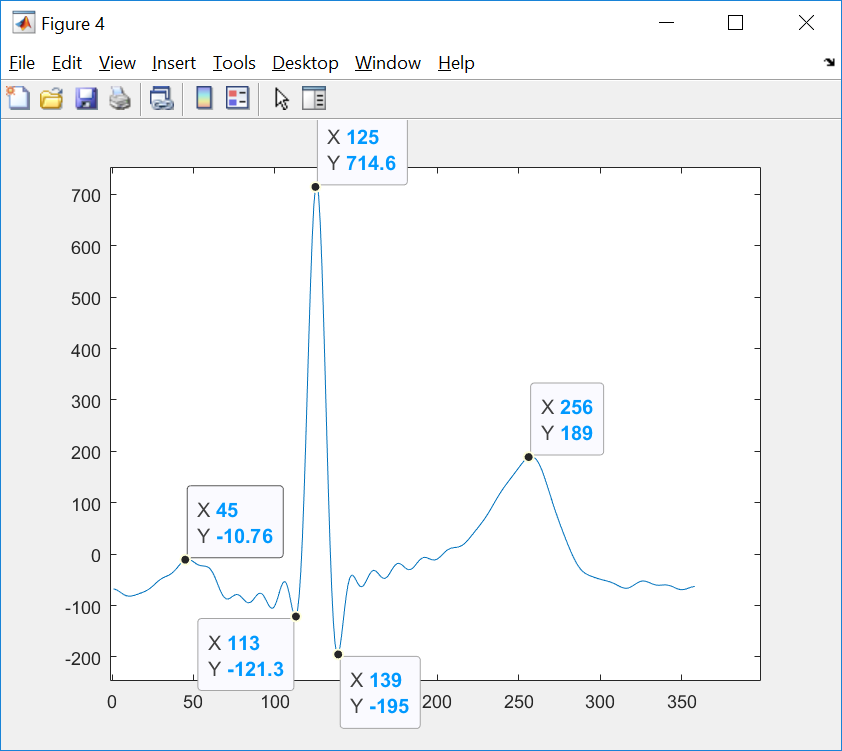 Figure 4
File Edit View Insert Tools Desktop Window Help
X 125
Y 714.6
700
600
500
400
300
200
100
0
-100
-200
X 256
Y 189
X 45
Y -10.76
X 113
Y -121.3
X 139
Y -195
0 50 100 200 250 300 350